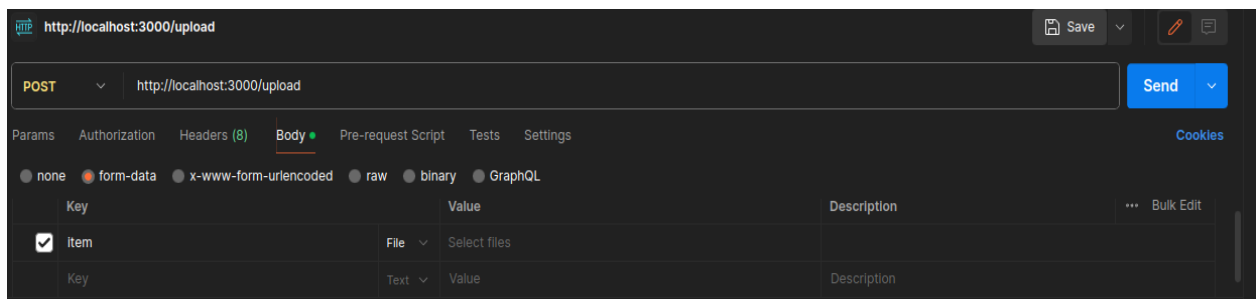 HTTP http://localhost:3000/upload Save
POST http://localhost:3000/upload Send
Params Authorization Headers (8) Body Pre-request Script Tests Settings Cookies
none form-data x-www-form-urlencoded raw binary GraphQL
Key Value Description ••• Bulk Edit
item File Select files
Key Text Value Description